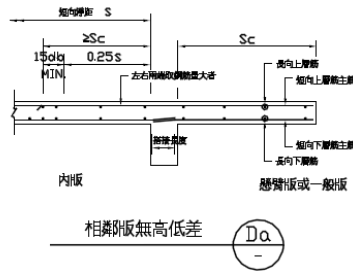 短向淨距 S
≥Sc
Sc
15db
0.25s
MIN.
左右兩端取鋼筋量大者
長向上層筋
短向上層筋主筋
搭接長度
短向下層筋主筋
長向下層筋
內版
懸臂版或一般版
相鄰版無高低差
Da
-